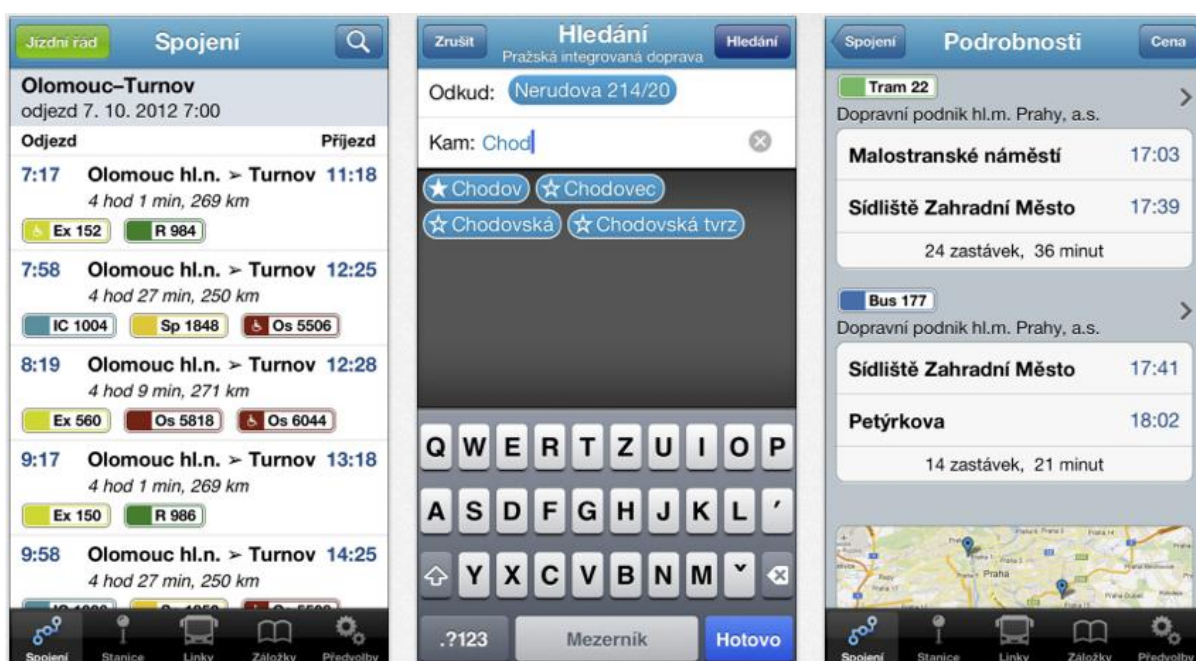 Jízdní řád
Spojení
Olomouc–Turnov
odjezd 7. 10. 2012 7:00
Odjezd Příjezd
7:17 Olomouc hl.n. ➢ Turnov 11:18
4 hod 1 min, 269 km
Ex 152 R 984
7:58 Olomouc hl.n. ➢ Turnov 12:25
4 hod 27 min, 250 km
IC 1004 Sp 1848 Os 5506
8:19 Olomouc hl.n. ➢ Turnov 12:28
4 hod 9 min, 271 km
Ex 560 Os 5818 Os 6044
9:17 Olomouc hl.n. ➢ Turnov 13:18
4 hod 1 min, 269 km
Ex 150 R 986
9:58 Olomouc hl.n. ➢ Turnov 14:25
4 hod 27 min, 250 km
Spojení Stanice Linky Záložky Předvolby
Zrušit
Hledání
Pražská integrovaná doprava
Hledání
Odkud: Nerudova 214/20
Kam: Chod
Chodov Chodovec
Chodovská Chodovská tvrz
Q W E R T Z U I O P
A S D F G H J K L ′
Y X C V B N M ˇ
.?123 Mezerník Hotovo
Spojení
Podrobnosti
Cena
Tram 22
Dopravní podnik hl.m. Prahy, a.s.
Malostranské náměstí 17:03
Sídliště Zahradní Město 17:39
24 zastávek, 36 minut
Bus 177
Dopravní podnik hl.m. Prahy, a.s.
Sídliště Zahradní Město 17:41
Petýrkova 18:02
14 zastávek, 21 minut
Praha
Spojení Stanice Linky Záložky Předvolby